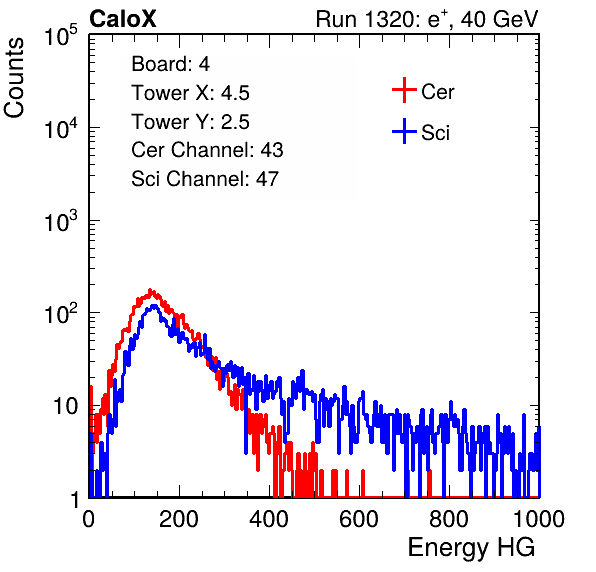 CaloX Run 1320: e⁺, 40 GeV
Counts
10⁵
10⁴
10³
10²
10
1
Board: 4
Tower X: 4.5
Tower Y: 2.5
Cer Channel: 43
Sci Channel: 47
Cer
Sci
0 200 400 600 800 1000
Energy HG